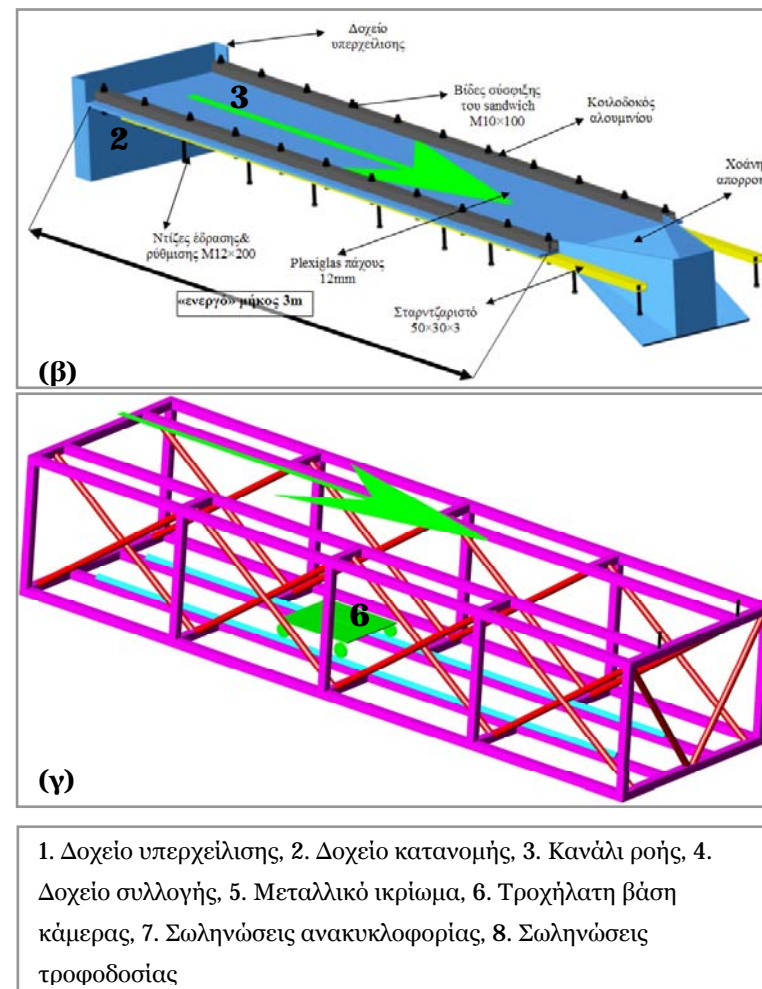 Δοχείο
υπερχείλισης
3
Βίδες σύσφιξης
του sandwich
M10×100
Κοιλοδοκός
αλουμινίου
2
Χοάνη
απορροή
Ντίζες έδρασης&
ρύθμισης M12×200
Plexiglas πάχους
12mm
«ενεργό» μήκος 3m
Σταρντζαριστό
50×30×3
(β)
6
(γ)
1. Δοχείο υπερχείλισης, 2. Δοχείο κατανομής, 3. Κανάλι ροής, 4.
Δοχείο συλλογής, 5. Μεταλλικό ικρίωμα, 6. Τροχήλατη βάση
κάμερας, 7. Σωληνώσεις ανακυκλοφορίας, 8. Σωληνώσεις
τροφοδοσίας